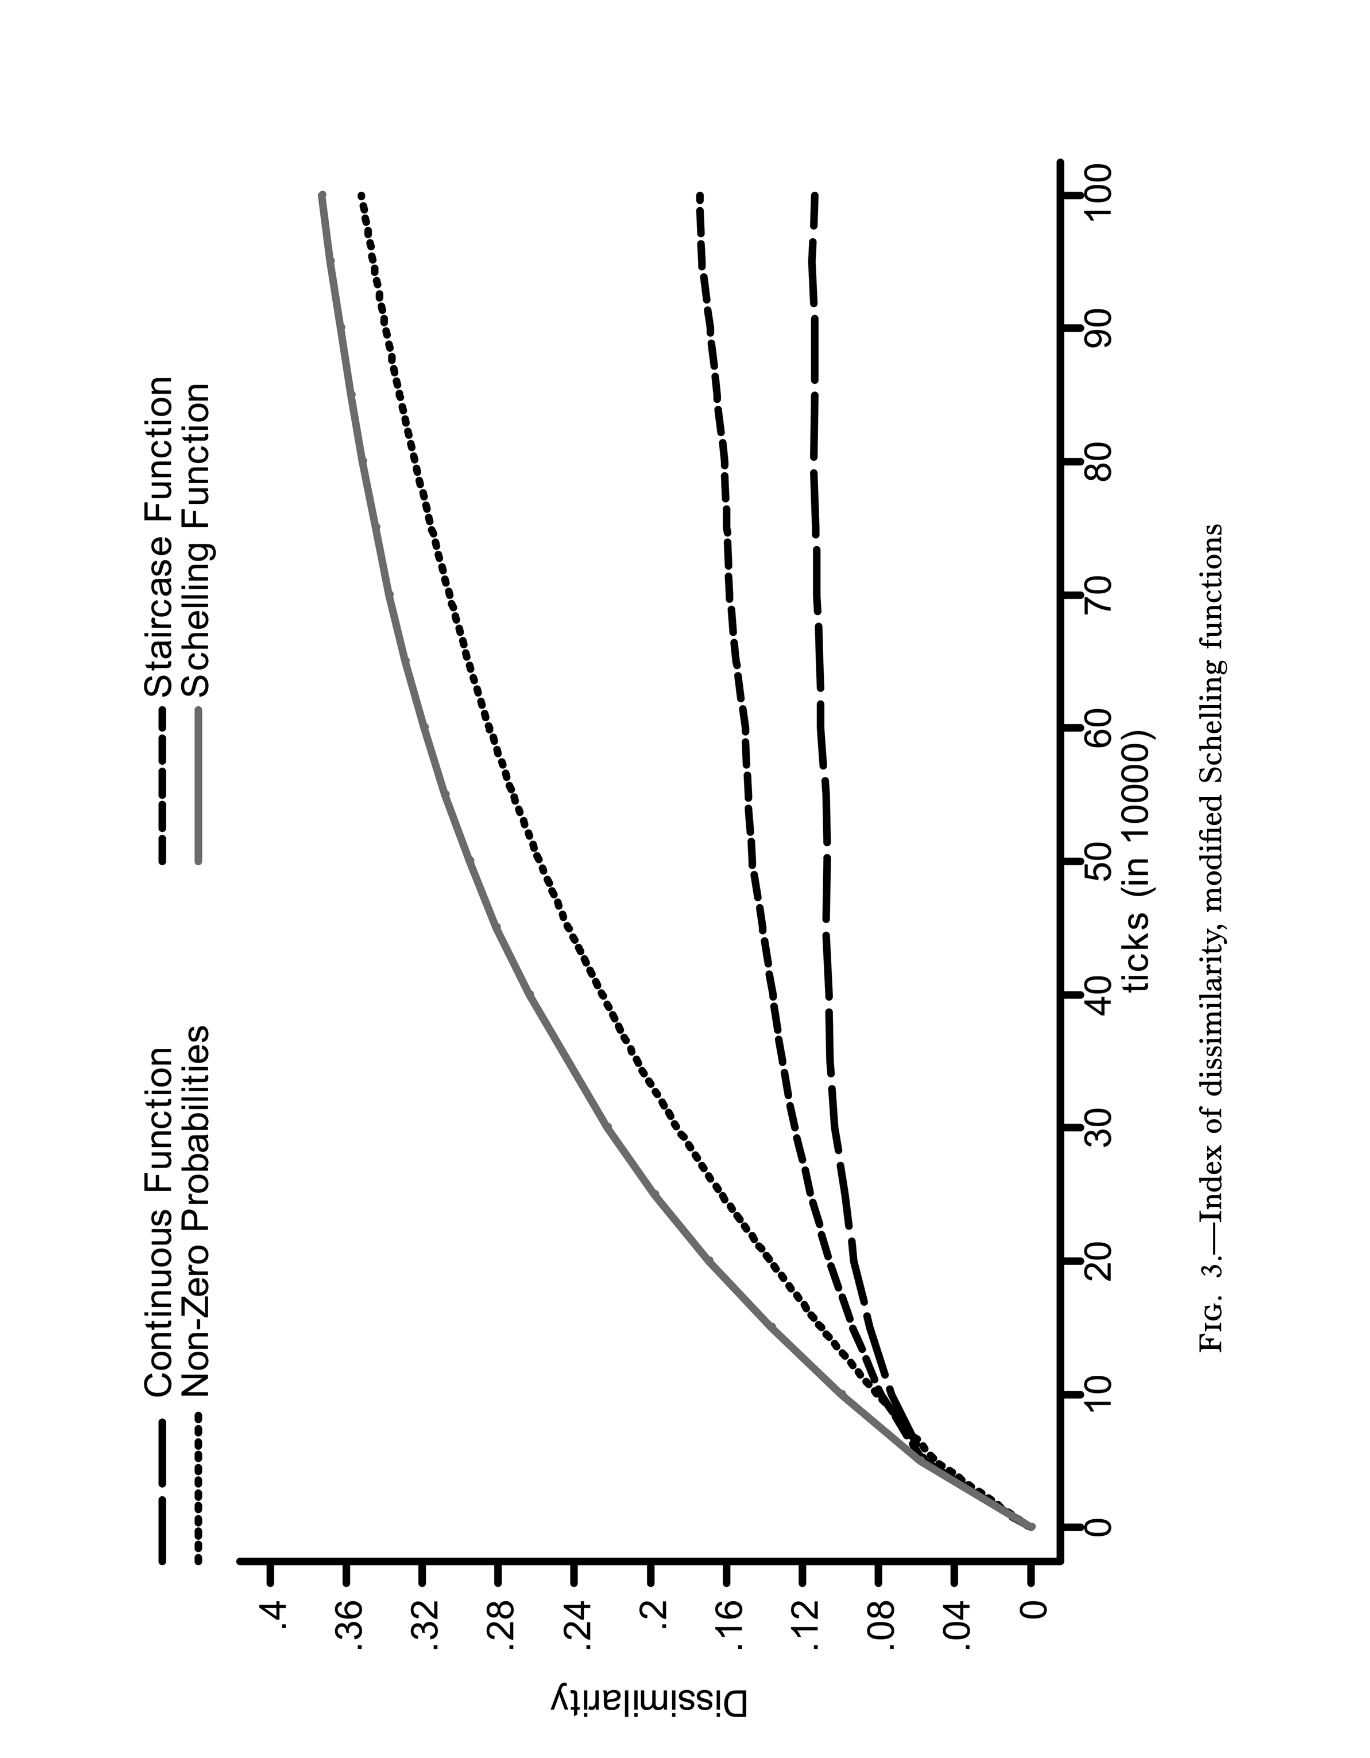 Continuous Function
Staircase Function
Non-Zero Probabilities
Schelling Function
Dissimilarity
.4
.36
.32
.28
.24
.2
.16
.12
.08
.04
0
0 10 20 30 40 50 60 70 80 90 100
ticks (in 10000)
FIG. 3.—Index of dissimilarity, modified Schelling functions